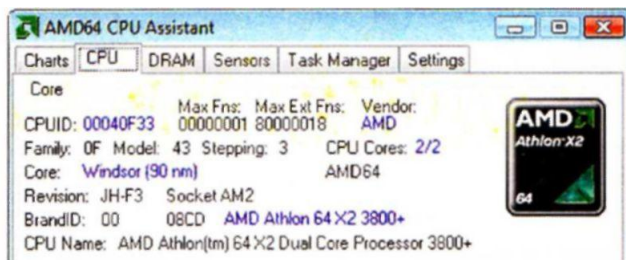 AMD64 CPU Assistant
Charts CPU DRAM Sensors Task Manager Settings
Core
Max Fns: Max Ext Fns: Vendor:
CPUID: 00040F33 00000001 80000018 AMD
Family: 0F Model: 43 Stepping: 3 CPU Cores: 2/2
Core: Windsor (90 nm) AMD64
Revision: JH-F3 Socket AM2
BrandID: 00 08CD AMD Athlon 64 X2 3800+
CPU Name: AMD Athlon(tm) 64 X2 Dual Core Processor 3800+
AMD
Athlon X2
64